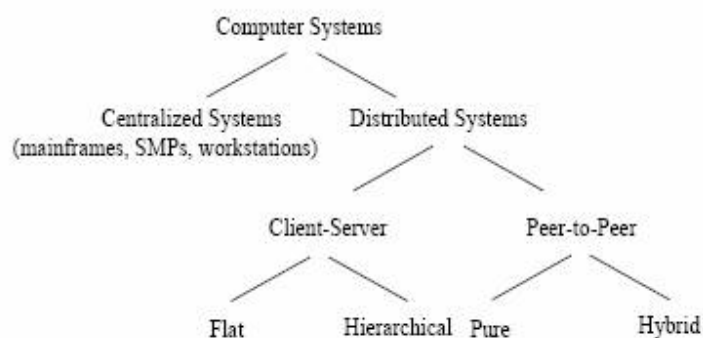 Computer Systems
Centralized Systems
(mainframes, SMPs, workstations)
Distributed Systems
Client-Server
Peer-to-Peer
Flat
Hierarchical
Pure
Hybrid